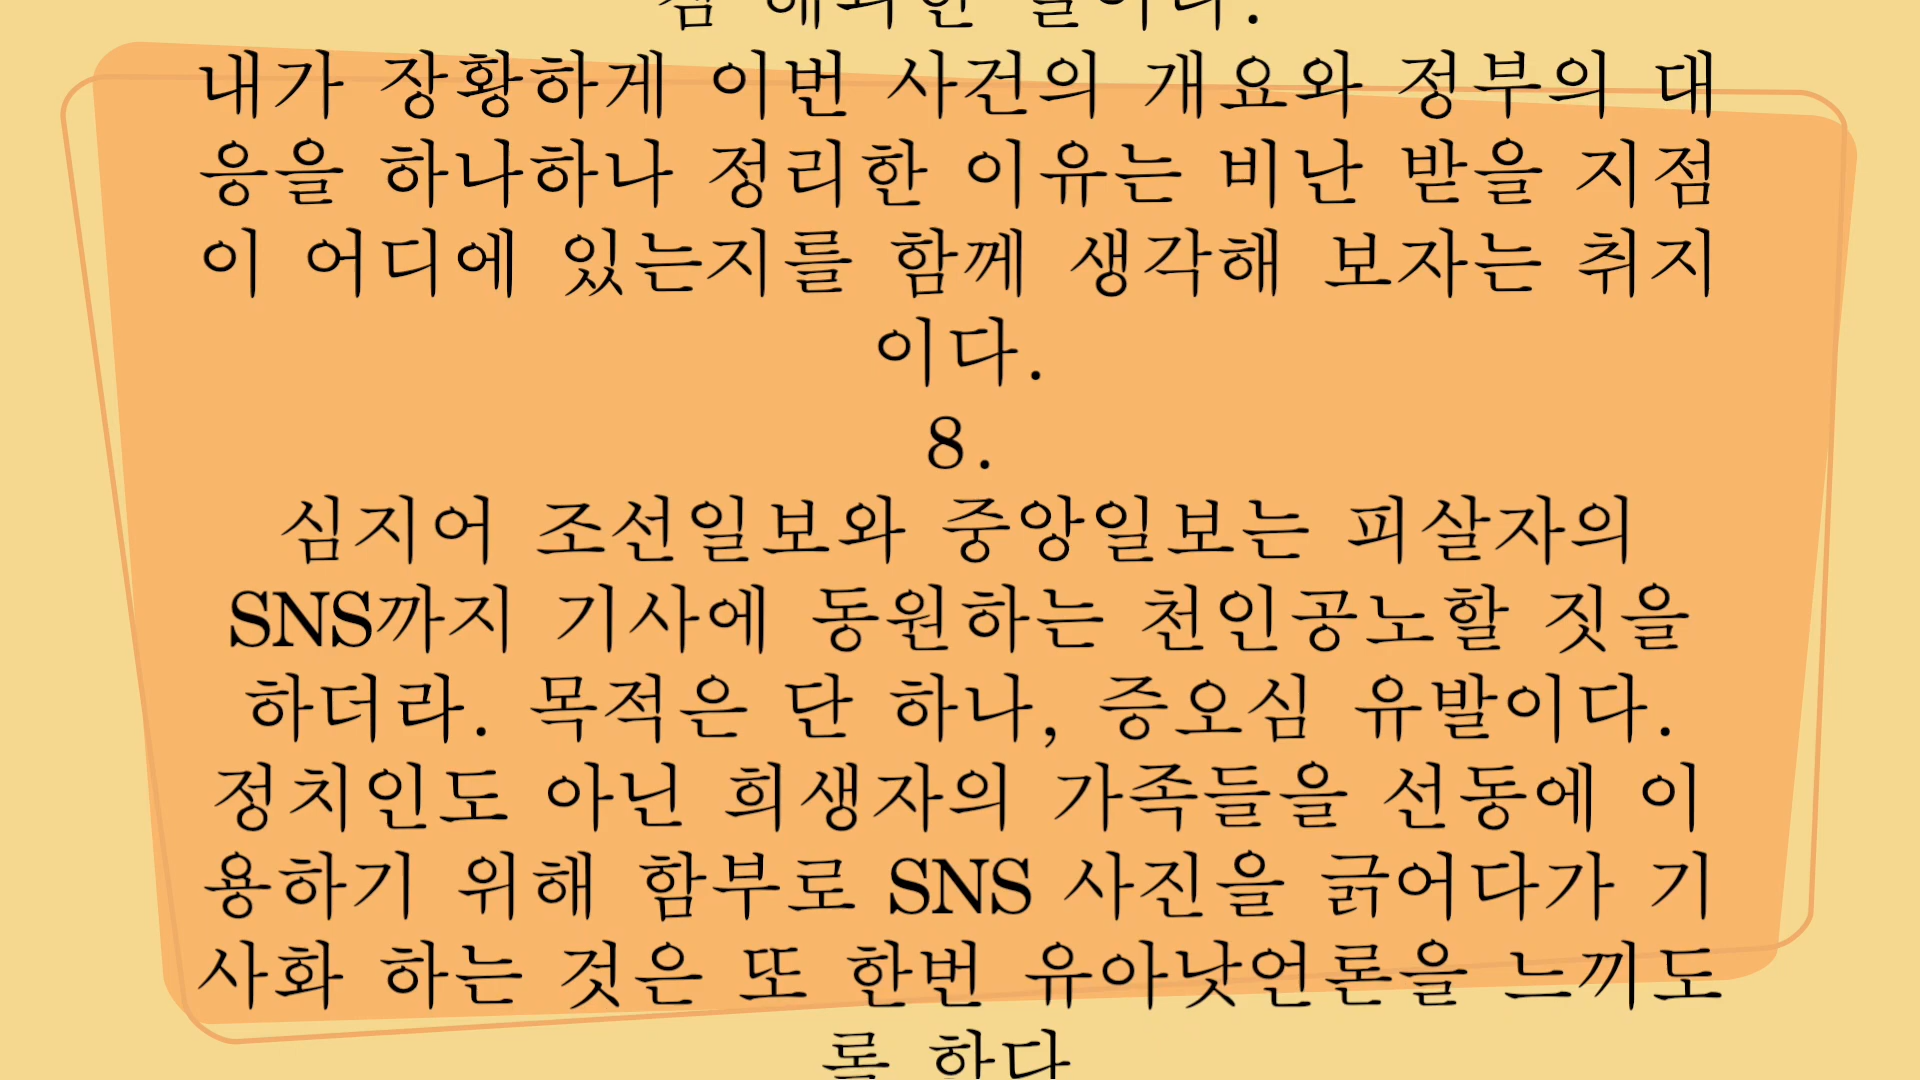 내가 장황하게 이번 사건의 개요와 정부의 대
응을 하나하나 정리한 이유는 비난 받을 지점
이 어디에 있는지를 함께 생각해 보자는 취지
이다.
8.
심지어 조선일보와 중앙일보는 피살자의
SNS까지 기사에 동원하는 천인공노할 짓을
하더라. 목적은 단 하나, 증오심 유발이다.
정치인도 아닌 희생자의 가족들을 선동에 이
용하기 위해 함부로 SNS 사진을 긁어다가 기
사화 하는 것은 또 한번 유아낫언론을 느끼도
록 한다